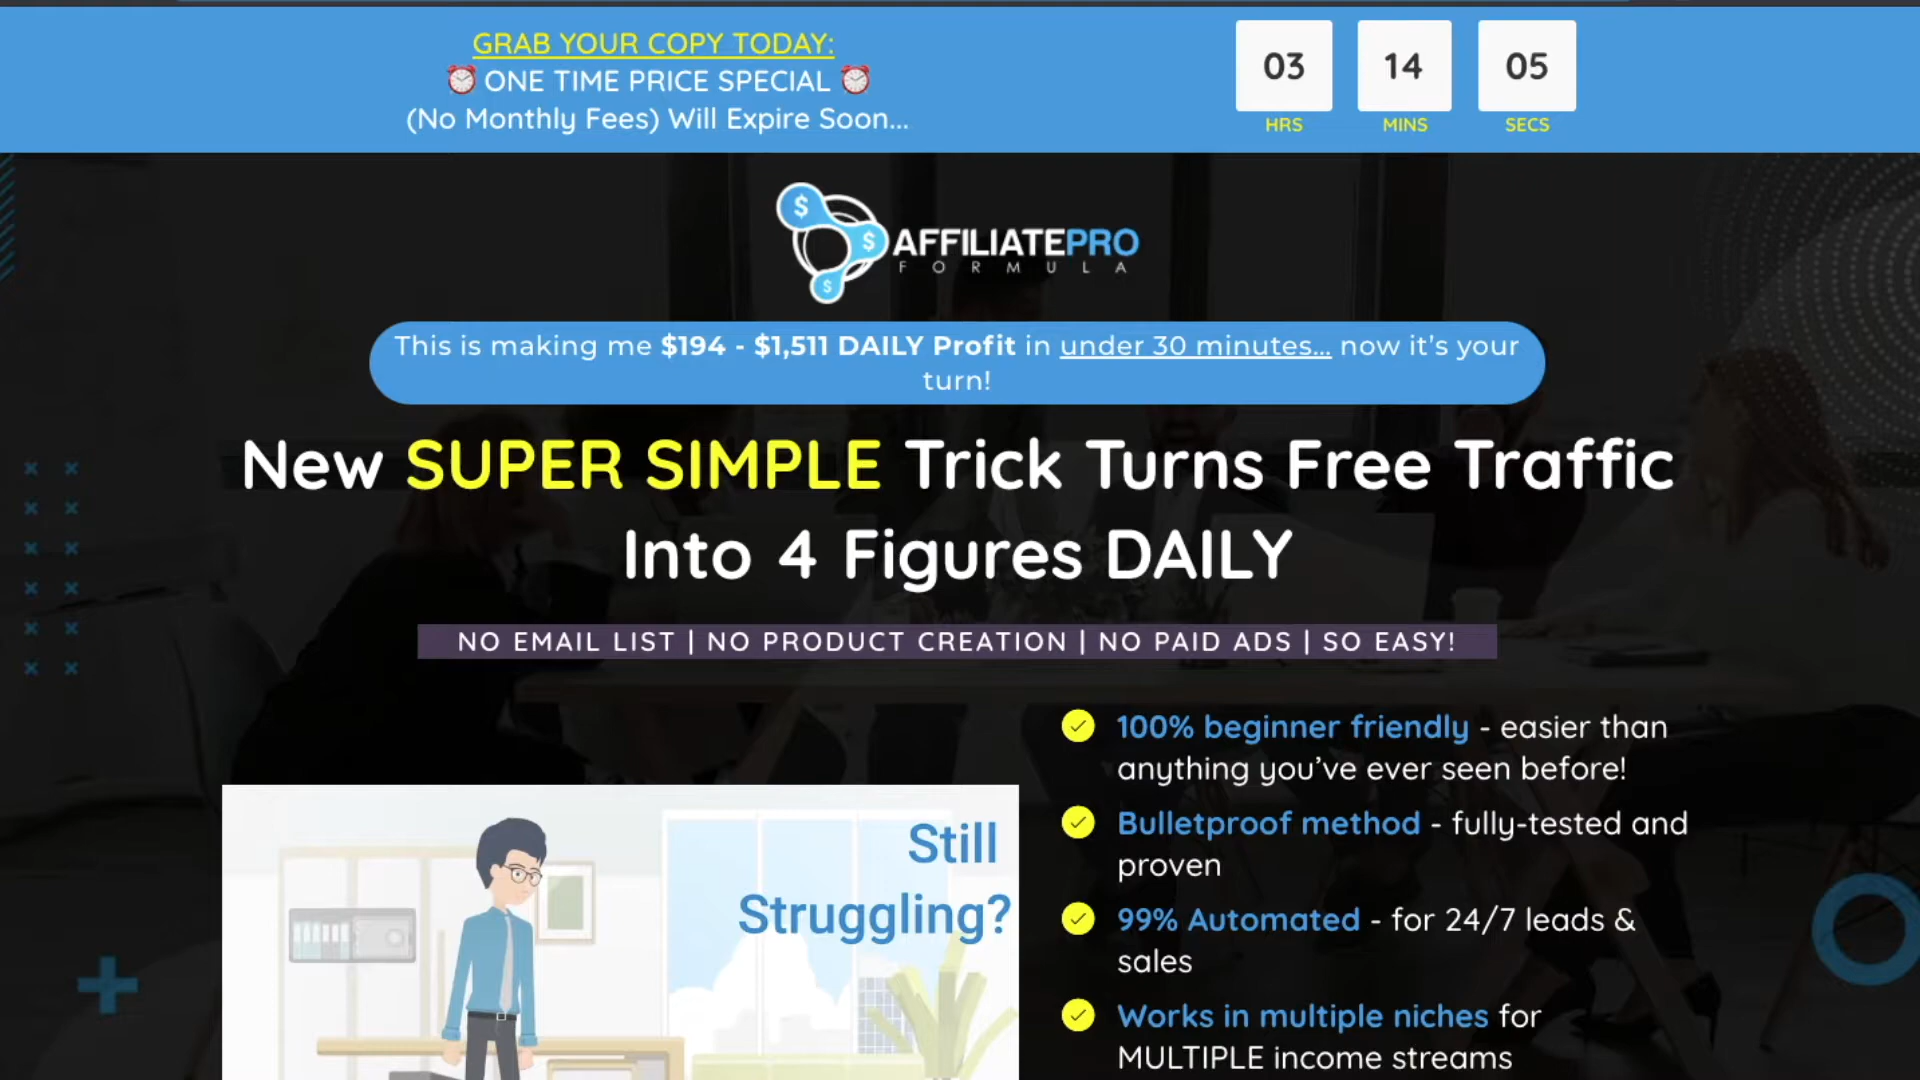 GRAB YOUR COPY TODAY:
⏰ ONE TIME PRICE SPECIAL ⏰
(No Monthly Fees) Will Expire Soon...
03 14 05
HRS MINS SECS
$
$
$
AFFILIATEPRO
FORMULA
This is making me $194 - $1,511 DAILY Profit in under 30 minutes... now it's your
turn!
New SUPER SIMPLE Trick Turns Free Traffic
Into 4 Figures DAILY
NO EMAIL LIST | NO PRODUCT CREATION | NO PAID ADS | SO EASY!
Still
Struggling?
100% beginner friendly - easier than
anything you've ever seen before!
Bulletproof method - fully-tested and
proven
99% Automated - for 24/7 leads &
sales
Works in multiple niches for
MULTIPLE income streams